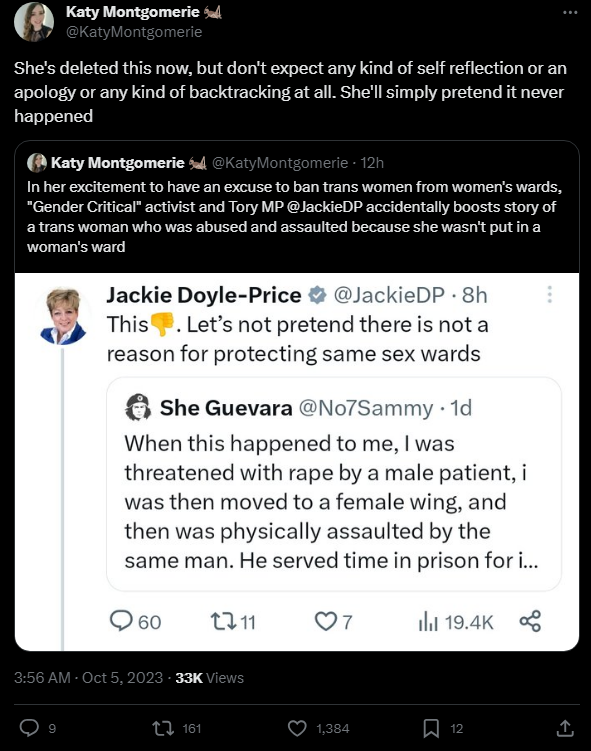 Katy Montgomerie
@KatyMontgomerie
She's deleted this now, but don't expect any kind of self reflection or an
apology or any kind of backtracking at all. She'll simply pretend it never
happened
Katy Montgomerie @KatyMontgomerie · 12h
In her excitement to have an excuse to ban trans women from women's wards,
"Gender Critical" activist and Tory MP @JackieDP accidentally boosts story of
a trans woman who was abused and assaulted because she wasn't put in a
woman's ward
Jackie Doyle-Price @JackieDP · 8h
This👎. Let's not pretend there is not a
reason for protecting same sex wards
She Guevara @No7Sammy · 1d
When this happened to me, I was
threatened with rape by a male patient, i
was then moved to a female wing, and
then was physically assaulted by the
same man. He served time in prison for i...
60 11 7 19.4K
3:56 AM · Oct 5, 2023 · 33K Views
9 161 1,384 12